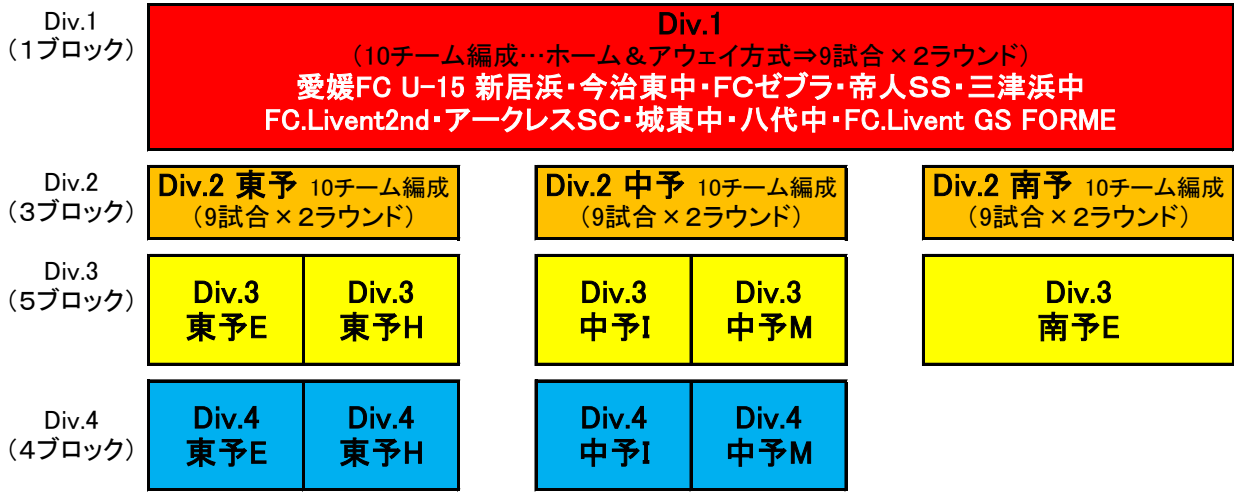 Div.1
（１ブロック）
Div.1
（10チーム編成…ホーム＆アウェイ方式⇒9試合×２ラウンド）
愛媛FC U-15 新居浜・今治東中・FCゼブラ・帝人SS・三津浜中
FC.Livent2nd・アークレスSC・城東中・八代中・FC.Livent GS FORME
Div.2
（３ブロック）
Div.2 東予 10チーム編成
（9試合×２ラウンド）
Div.2 中予 10チーム編成
（9試合×２ラウンド）
Div.2 南予 10チーム編成
（9試合×２ラウンド）
Div.3
（５ブロック）
Div.3
東予E
Div.3
東予H
Div.3
中予I
Div.3
中予M
Div.3
南予E
Div.4
（４ブロック）
Div.4
東予E
Div.4
東予H
Div.4
中予I
Div.4
中予M